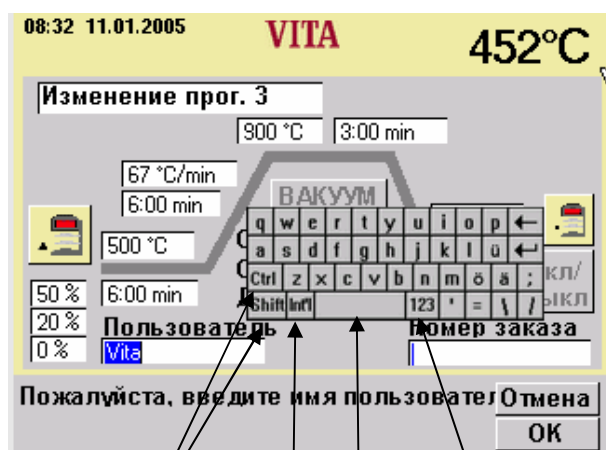 08:32 11.01.2005 VITA 452°C
Изменение прог. 3
900 °C 3:00 min
67 °C/min
6:00 min ВАКУУМ
q w e r t y u i o p ←
500 °C a s d f g h j k l ü ↵
Ctrl z x c v b n m ö ä ; кл/
50 % 6:00 min Shift Int'l 123 ' = \ / ыкл
20 % Пользователь Номер заказа
0 % Vita
Пожалуйста, введите имя пользовател Отмена
OK